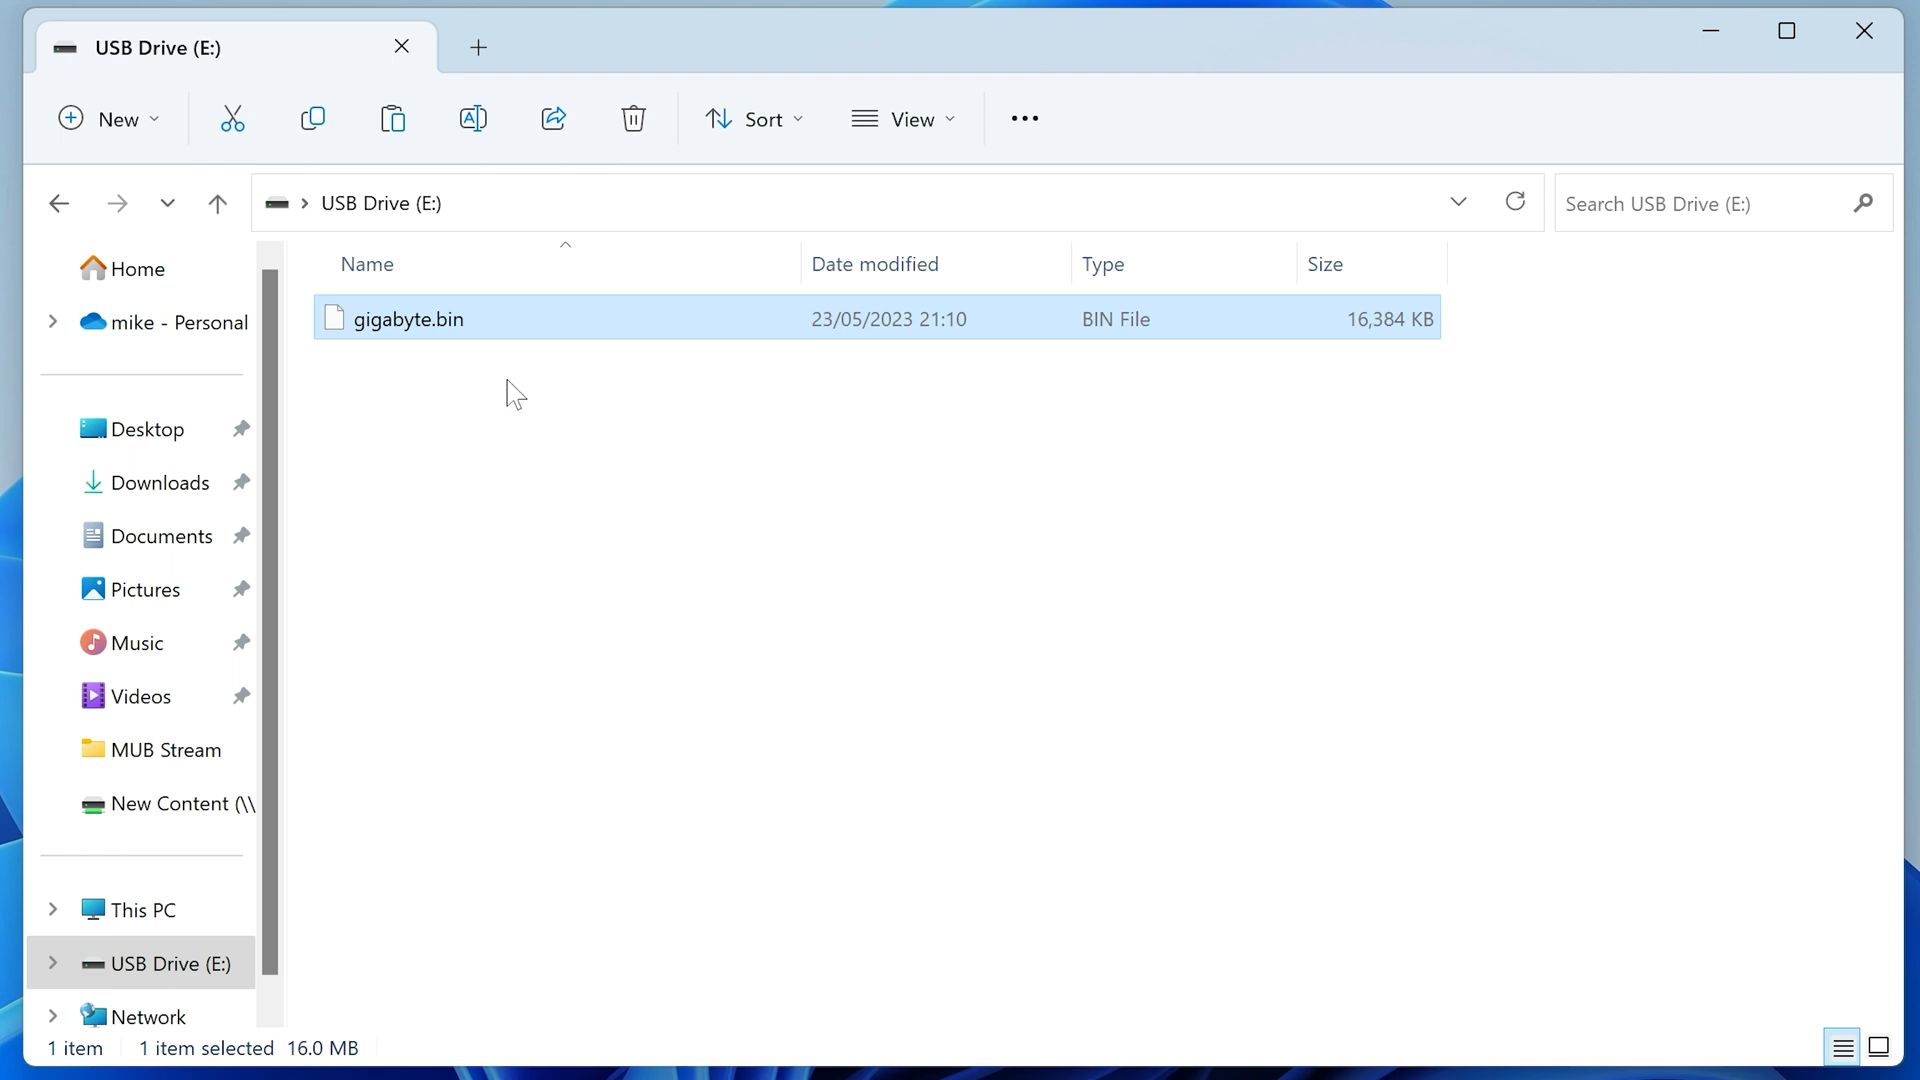 USB Drive (E:)
New
Sort
View
USB Drive (E:)
Search USB Drive (E:)
Name
Date modified
Type
Size
gigabyte.bin
23/05/2023 21:10
BIN File
16,384 KB
Home
mike - Personal
Desktop
Downloads
Documents
Pictures
Music
Videos
MUB Stream
New Content (\\
This PC
USB Drive (E:)
Network
1 item
1 item selected 16.0 MB